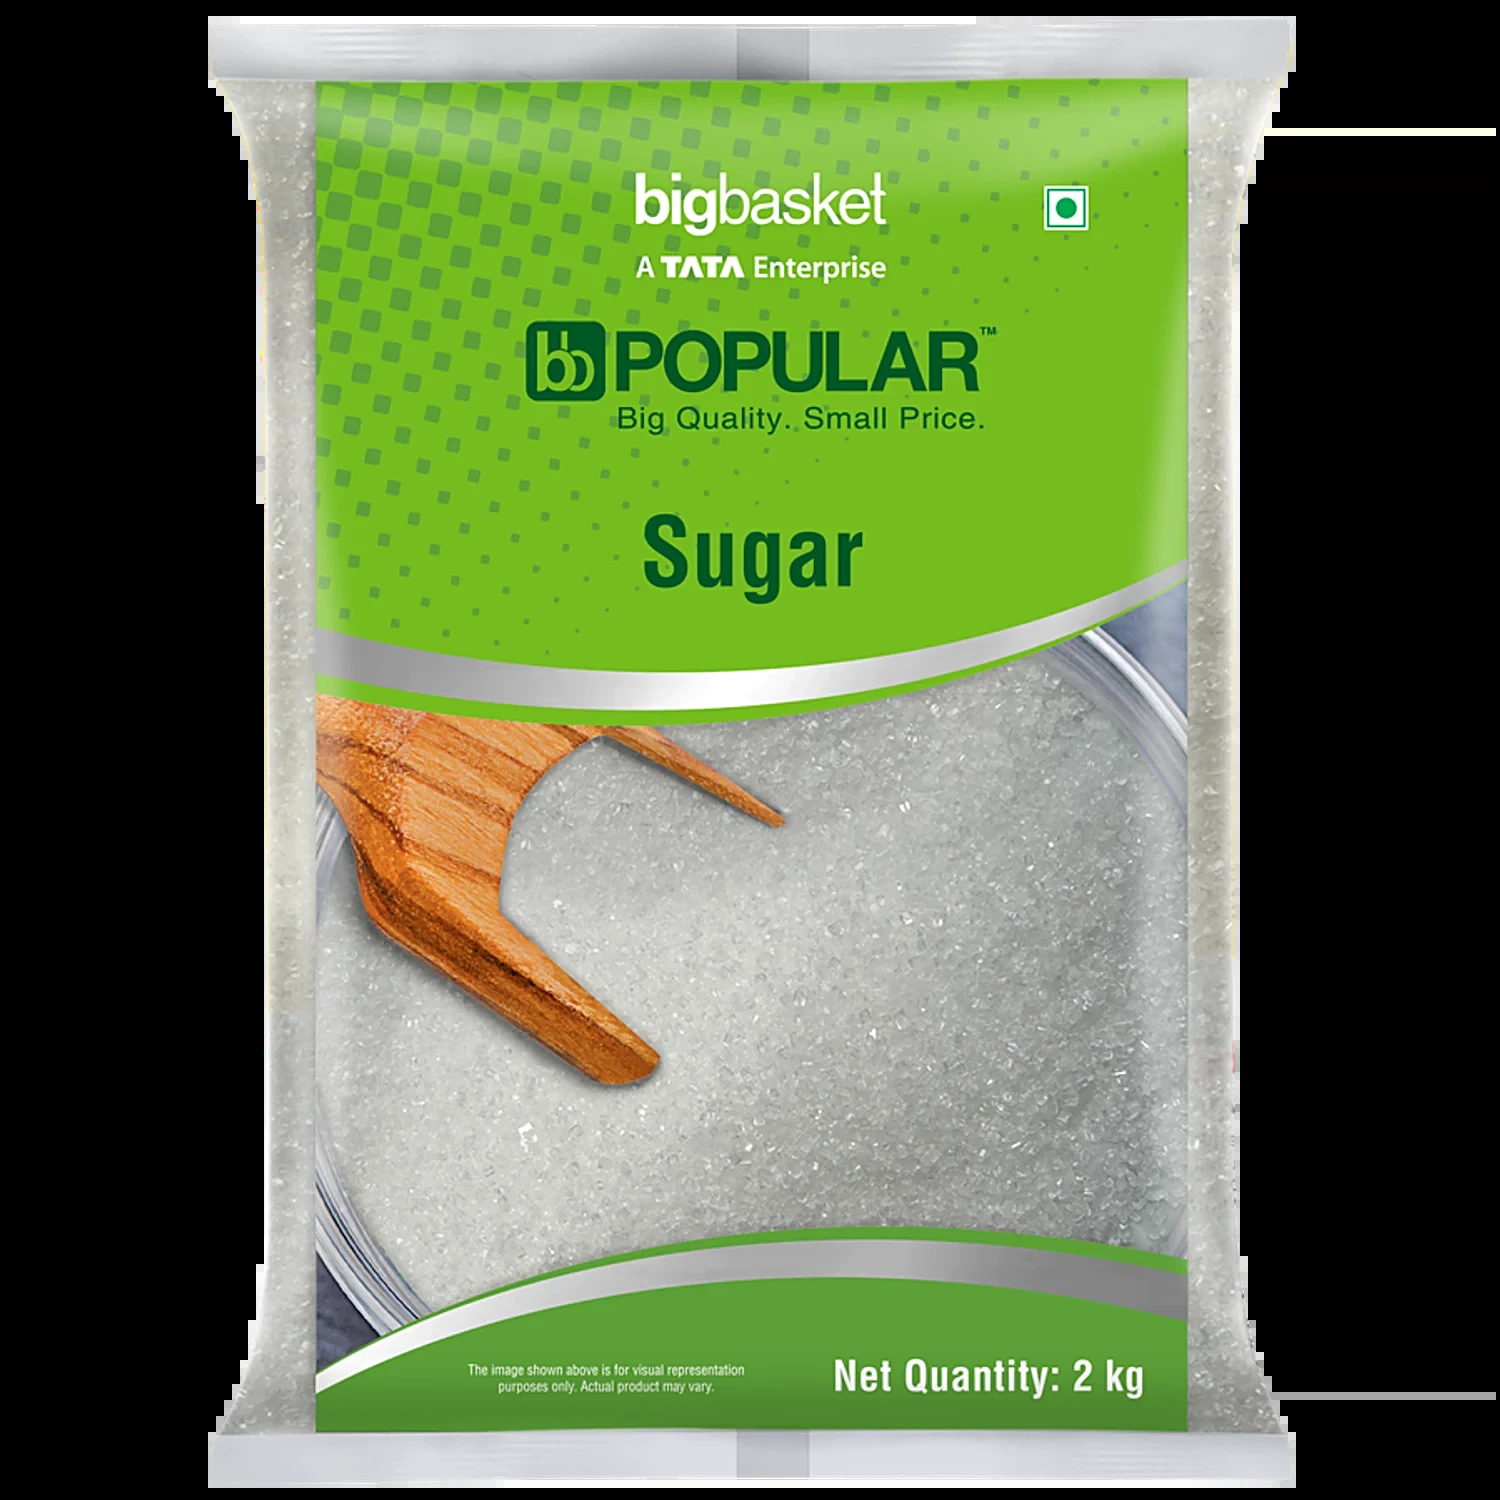 bigbasket
A TATA Enterprise
bb POPULAR™
Big Quality. Small Price.
Sugar
The image shown above is for visual representation
purposes only. Actual product may vary.
Net Quantity: 2 kg